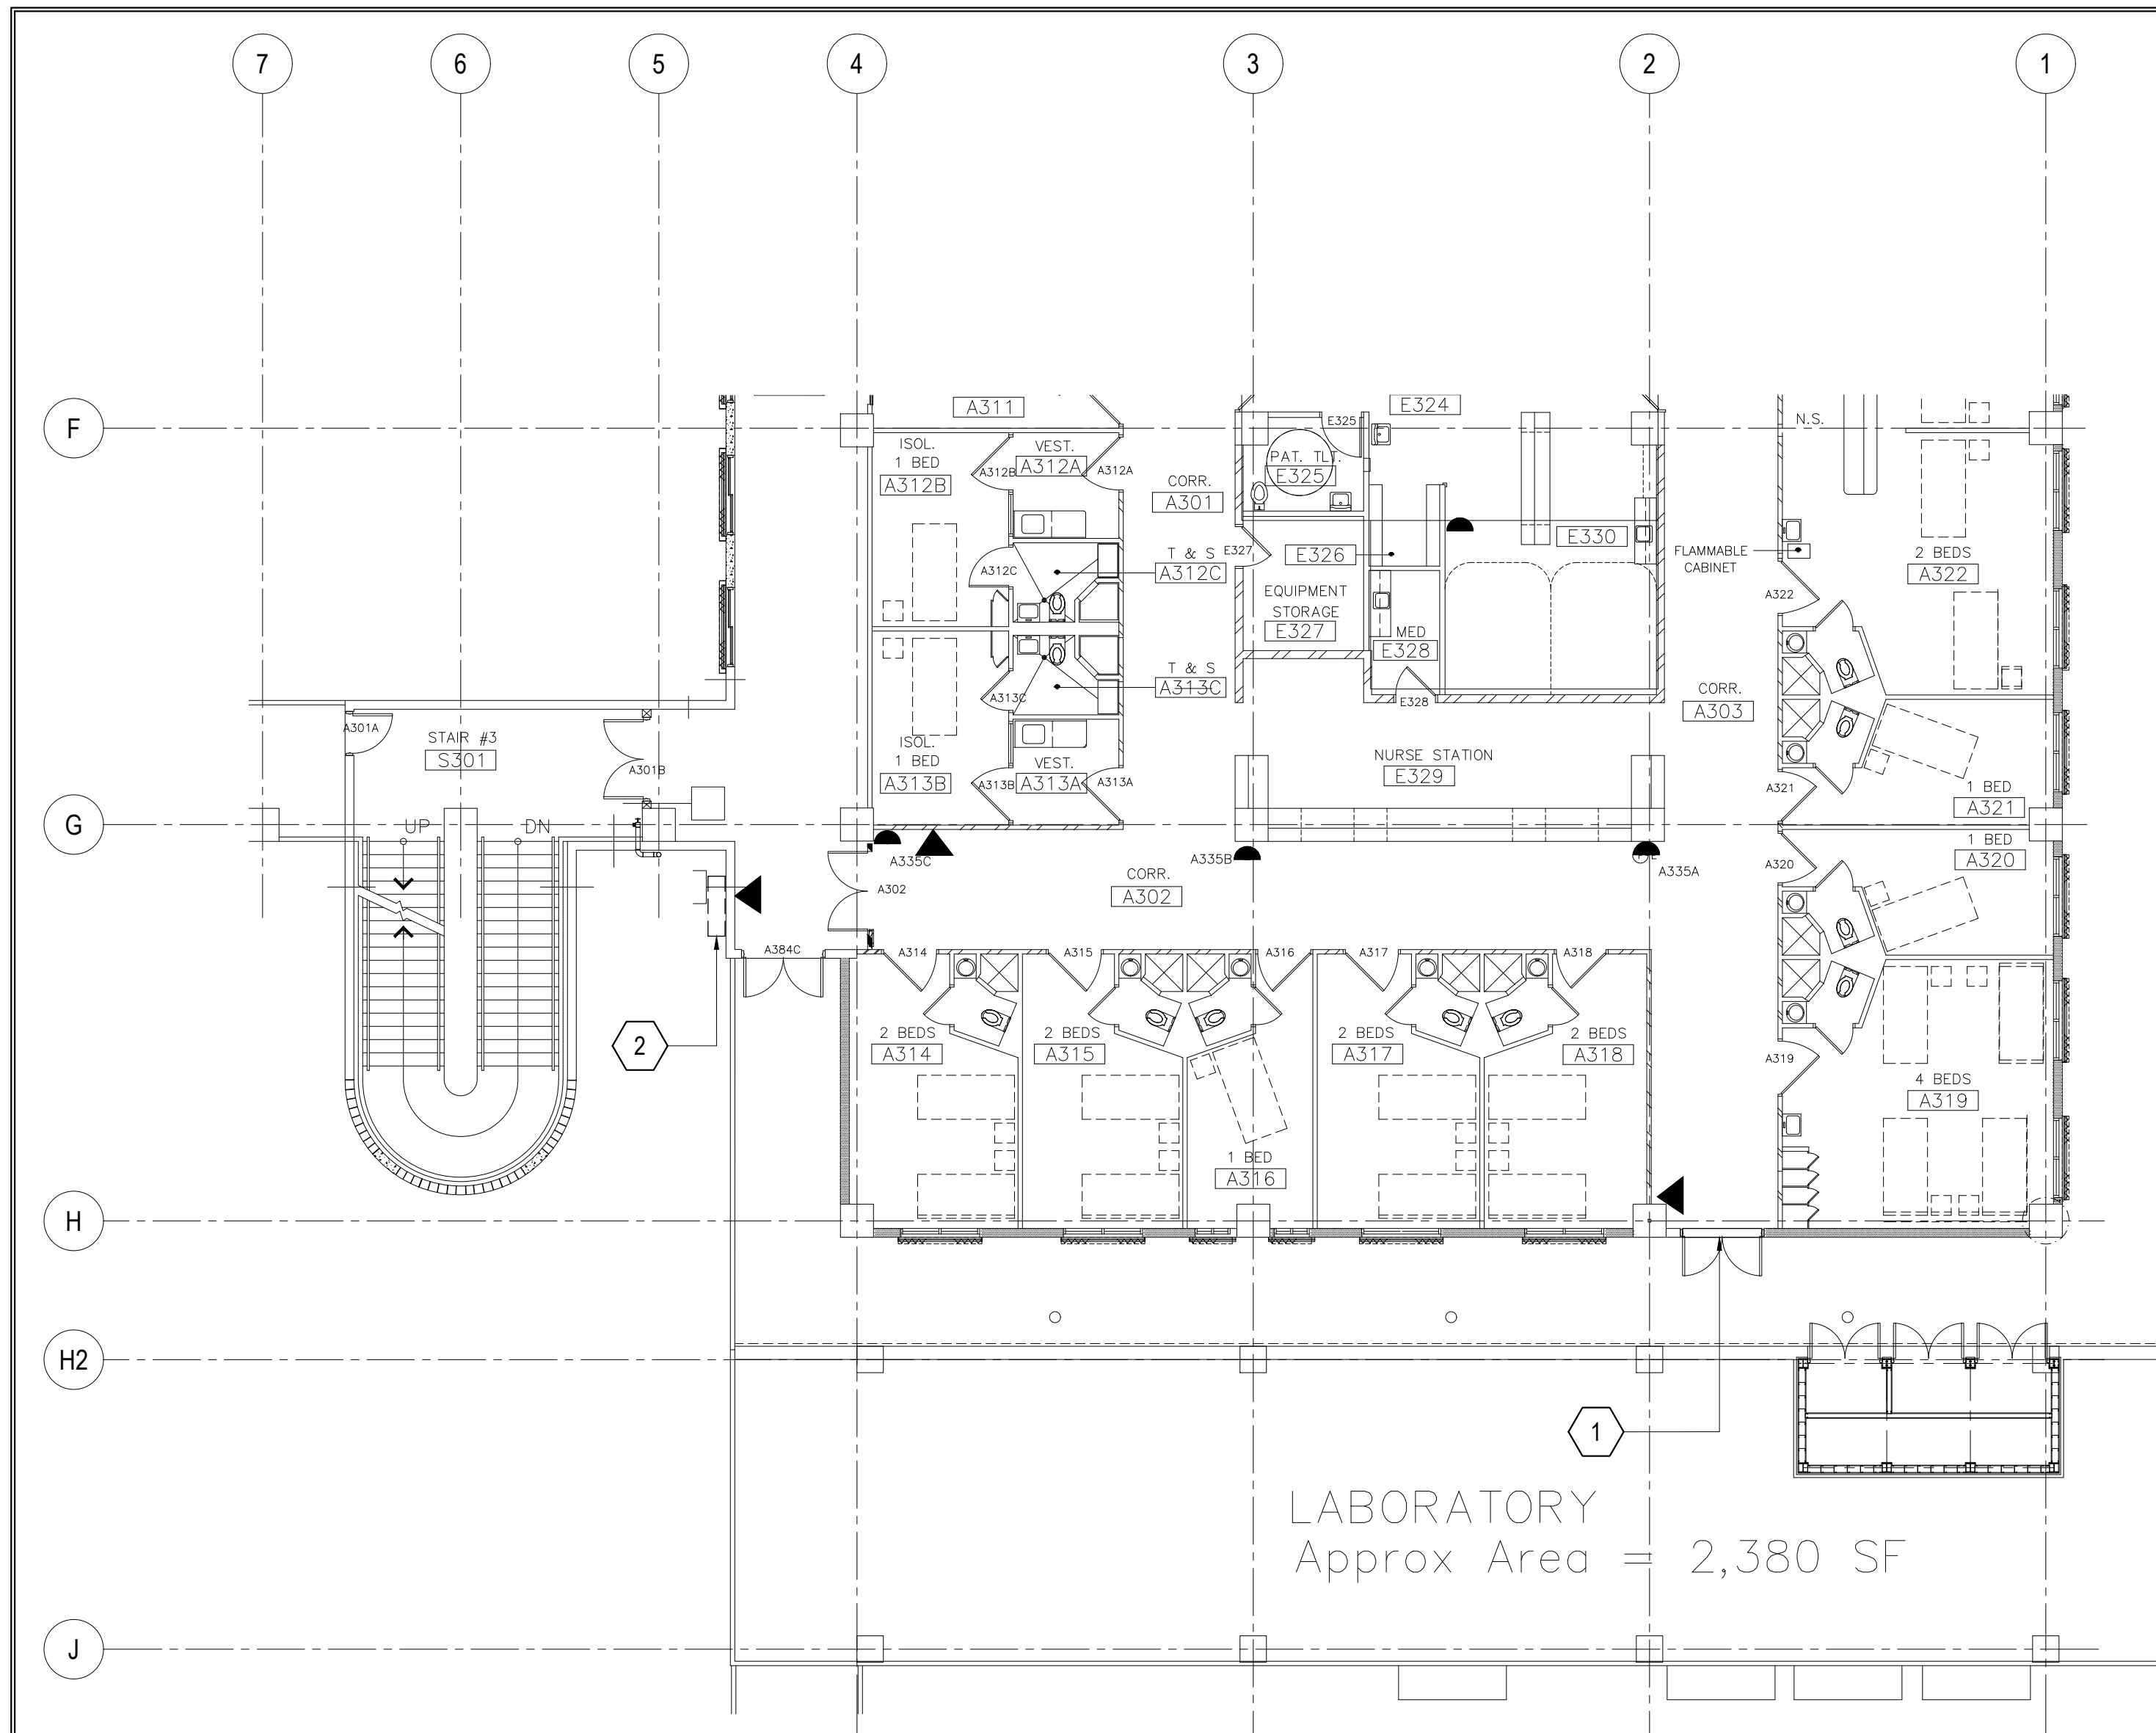 7
6
5
4
3
2
1
F
A311
E324
E325
N.S.
ISOL.
1 BED
A312B
A312B
VEST.
A312A
A312A
CORR.
A301
PAT. TLT.
E325
E327
E326
E330
FLAMMABLE
CABINET
2 BEDS
A322
A322
T & S
A312C
A312C
EQUIPMENT
STORAGE
E327
MED
E328
E328
T & S
A313C
A313C
CORR.
A303
A301A
STAIR #3
S301
A301B
ISOL.
1 BED
A313B
A313B
VEST.
A313A
A313A
NURSE STATION
E329
A321
1 BED
A321
G
UP
DN
A335C
A335B
A335A
A320
1 BED
A320
A302
CORR.
A302
A384C
A314
A315
A316
A317
A318
2
2 BEDS
A314
2 BEDS
A315
2 BEDS
A317
2 BEDS
A318
A319
4 BEDS
A319
1 BED
A316
H
H2
1
LABORATORY
Approx Area = 2,380 SF
J